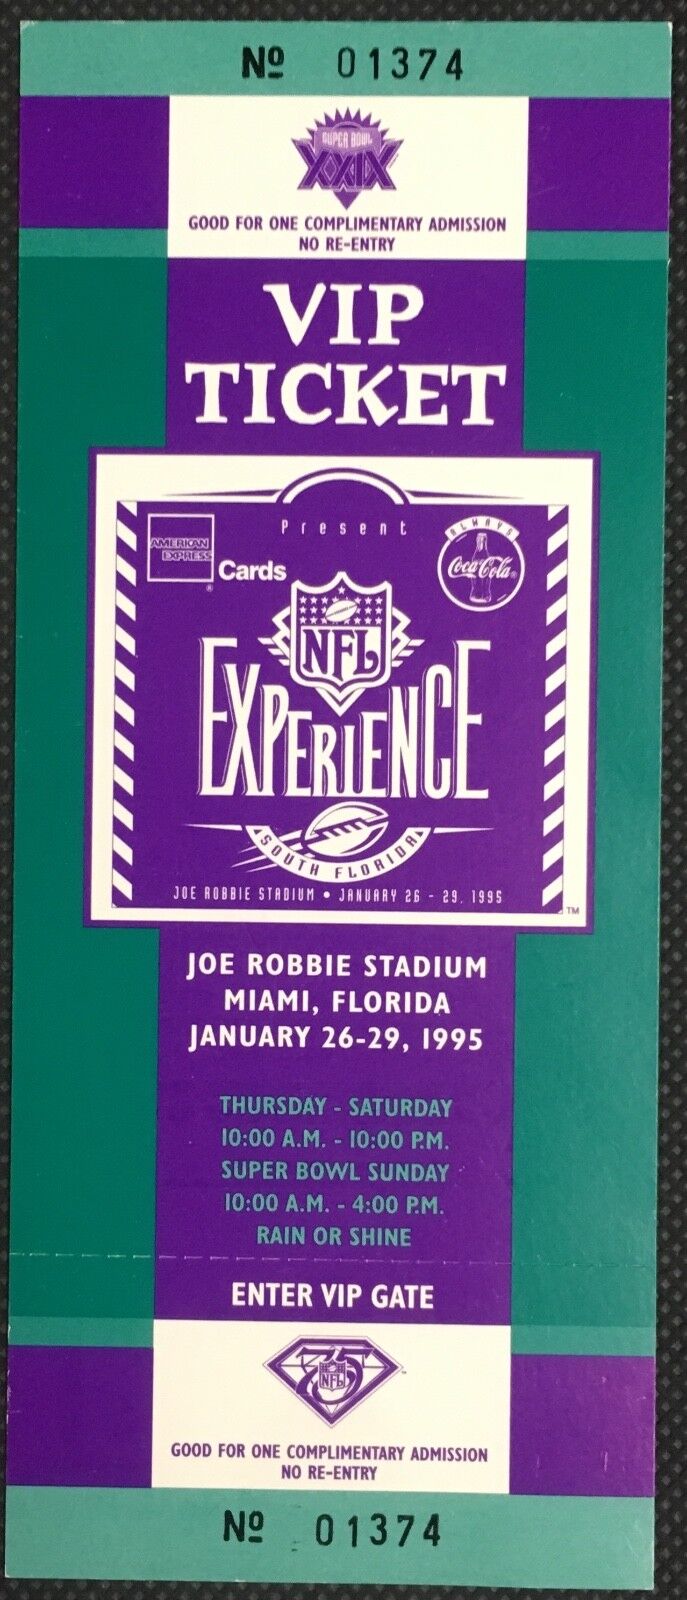 Nº 01374
SUPER BOWL
XXIX
GOOD FOR ONE COMPLIMENTARY ADMISSION
NO RE-ENTRY
VIP
TICKET
Present
AMERICAN
EXPRESS
®
Cards
ALWAYS
Coca-Cola®
NFL
EXPERIENCE
SOUTH FLORIDA
JOE ROBBIE STADIUM • JANUARY 26 - 29, 1995
TM
JOE ROBBIE STADIUM
MIAMI, FLORIDA
JANUARY 26-29, 1995
THURSDAY - SATURDAY
10:00 A.M. - 10:00 P.M.
SUPER BOWL SUNDAY
10:00 A.M. - 4:00 P.M.
RAIN OR SHINE
ENTER VIP GATE
75
NFL
GOOD FOR ONE COMPLIMENTARY ADMISSION
NO RE-ENTRY
Nº 01374